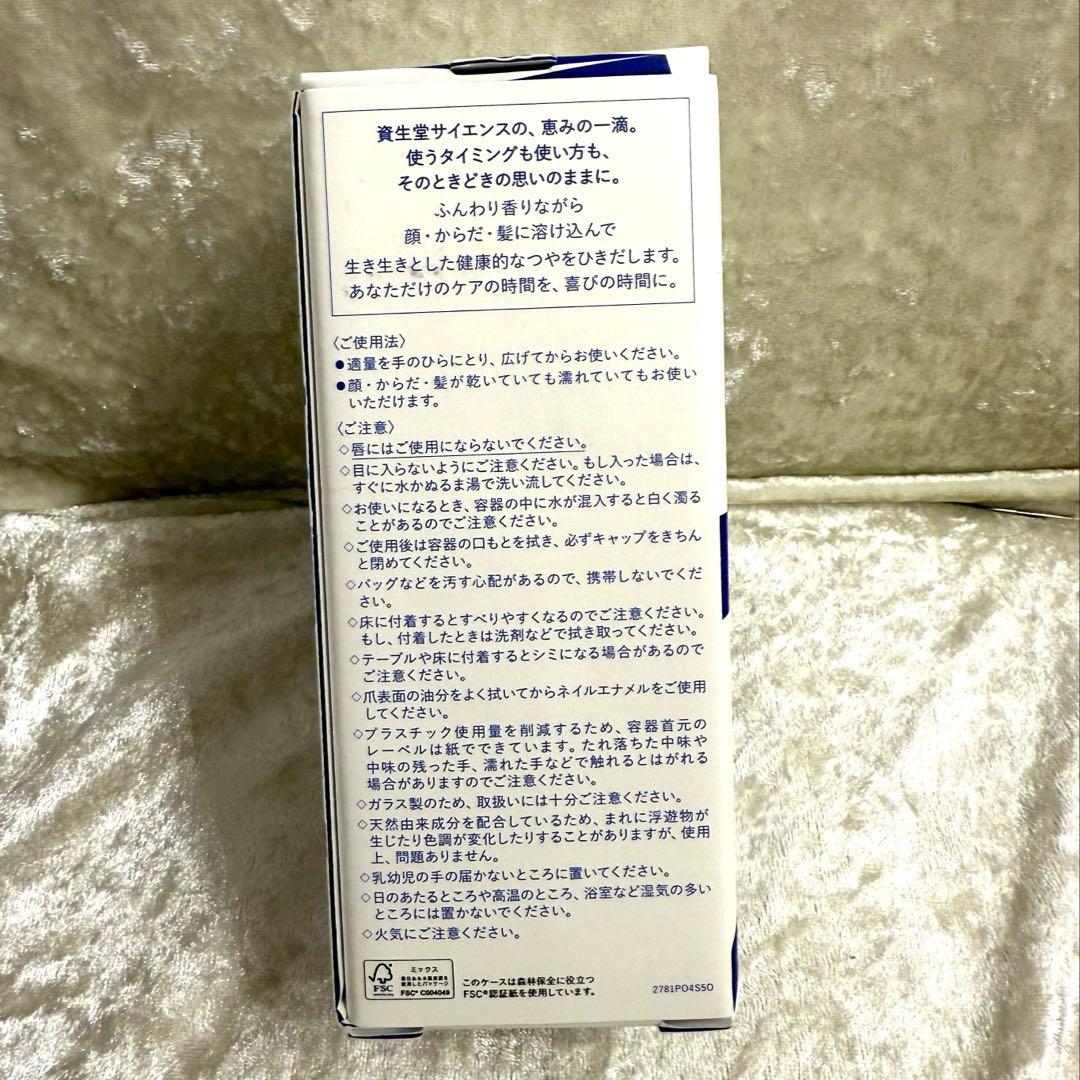 資生堂サイエンスの、恵みの一滴。
使うタイミングも使い方も、
そのときどきの思いのままに。
ふんわり香りながら
顔・からだ・髪に溶け込んで
生き生きとした健康的なつやをひきだします。
あなただけのケアの時間を、喜びの時間に。
〈ご使用法〉
●適量を手のひらにとり、広げてからお使いください。
●顔・からだ・髪が乾いていても濡れていてもお使い
いただけます。
〈ご注意〉
◇唇にはご使用にならないでください。
◇目に入らないようにご注意ください。もし入った場合は、
すぐに水かぬるま湯で洗い流してください。
◇お使いになるとき、容器の中に水が混入すると白く濁る
ことがあるのでご注意ください。
◇ご使用後は容器の口もとを拭き、必ずキャップをきちん
と閉めてください。
◇バッグなどを汚す心配があるので、携帯しないでくだ
さい。
◇床に付着するとすべりやすくなるのでご注意ください。
もし、付着したときは洗剤などで拭き取ってください。
◇テーブルや床に付着するとシミになる場合があるので
ご注意ください。
◇爪表面の油分をよく拭いてからネイルエナメルをご使用
してください。
◇プラスチック使用量を削減するため、容器首元の
レーベルは紙でできています。たれ落ちた中味や
中味の残った手、濡れた手などで触れるとはがれる
場合がありますのでご注意ください。
◇ガラス製のため、取扱いには十分ご注意ください。
◇天然由来成分を配合しているため、まれに浮遊物が
生じたり色調が変化したりすることがありますが、使用
上、問題ありません。
◇乳幼児の手の届かないところに置いてください。
◇日のあたるところや高温のところ、浴室など湿気の多い
ところには置かないでください。
◇火気にご注意ください。
FSC
ミックス
責任ある木質資源を
使用したパッケージ
FSC® C004049
このケースは森林保全に役立つ
FSC®認証紙を使用しています。
2781PO4S5O